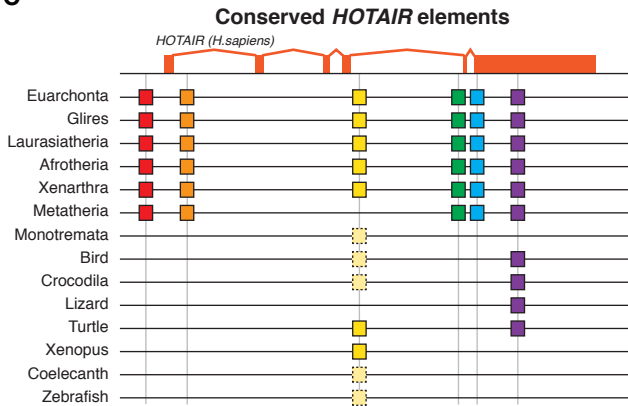 Conserved HOTAIR elements
HOTAIR (H.sapiens)
Euarchonta
Glires
Laurasiatheria
Afrotheria
Xenarthra
Metatheria
Monotremata
Bird
Crocodila
Lizard
Turtle
Xenopus
Coelecanth
Zebrafish